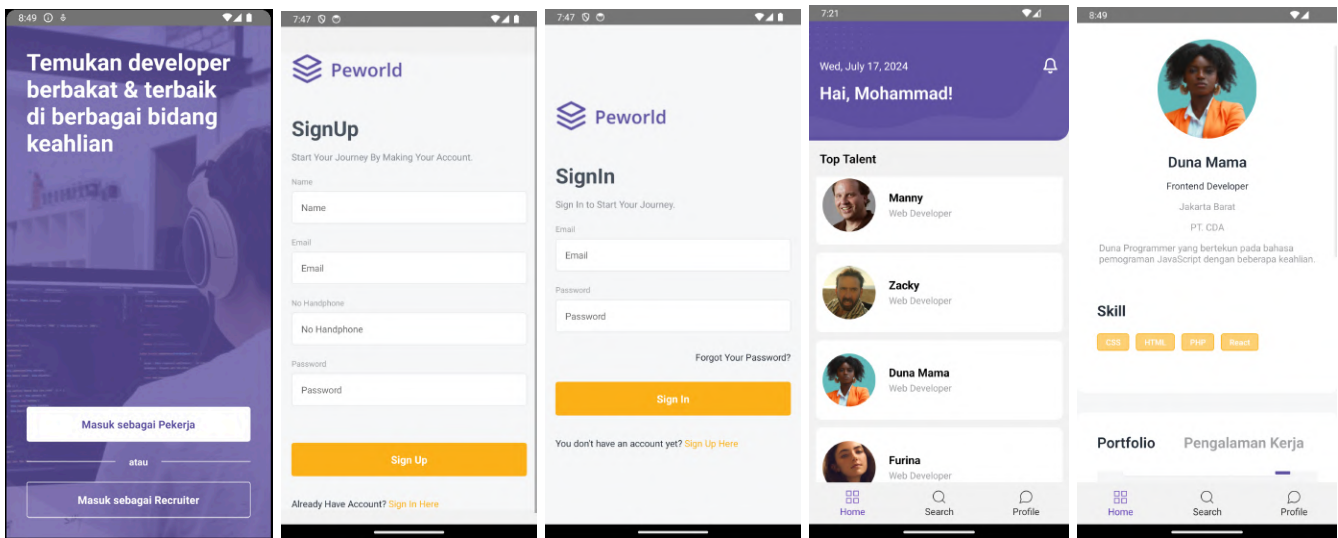 8:49
Temukan developer
berbakat & terbaik
di berbagai bidang
keahlian
Masuk sebagai Pekerja
atau
Masuk sebagai Recruiter
7:47
Peworld
SignUp
Start Your Journey By Making Your Account.
Name
Name
Email
Email
No Handphone
No Handphone
Password
Password
Sign Up
Already Have Account? Sign In Here
7:47
Peworld
SignIn
Sign In to Start Your Journey.
Email
Email
Password
Password
Forgot Your Password?
Sign In
You don't have an account yet? Sign Up Here
7:21
Wed, July 17, 2024
Hai, Mohammad!
Top Talent
Manny
Web Developer
Zacky
Web Developer
Duna Mama
Web Developer
Furina
Web Developer
Home Search Profile
8:49
Duna Mama
Frontend Developer
Jakarta Barat
PT. CDA
Duna Programmer yang bertekun pada bahasa
pemograman JavaScript dengan beberapa keahlian.
Skill
CSS HTML PHP React
Portfolio Pengalaman Kerja
Home Search Profile